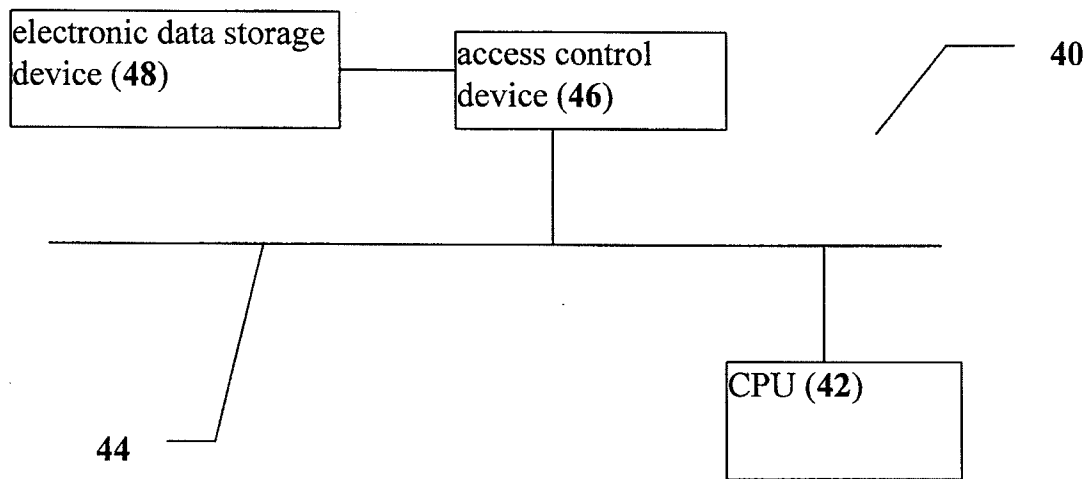 electronic data storage
device (48)
access control
device (46)
40
44
CPU (42)